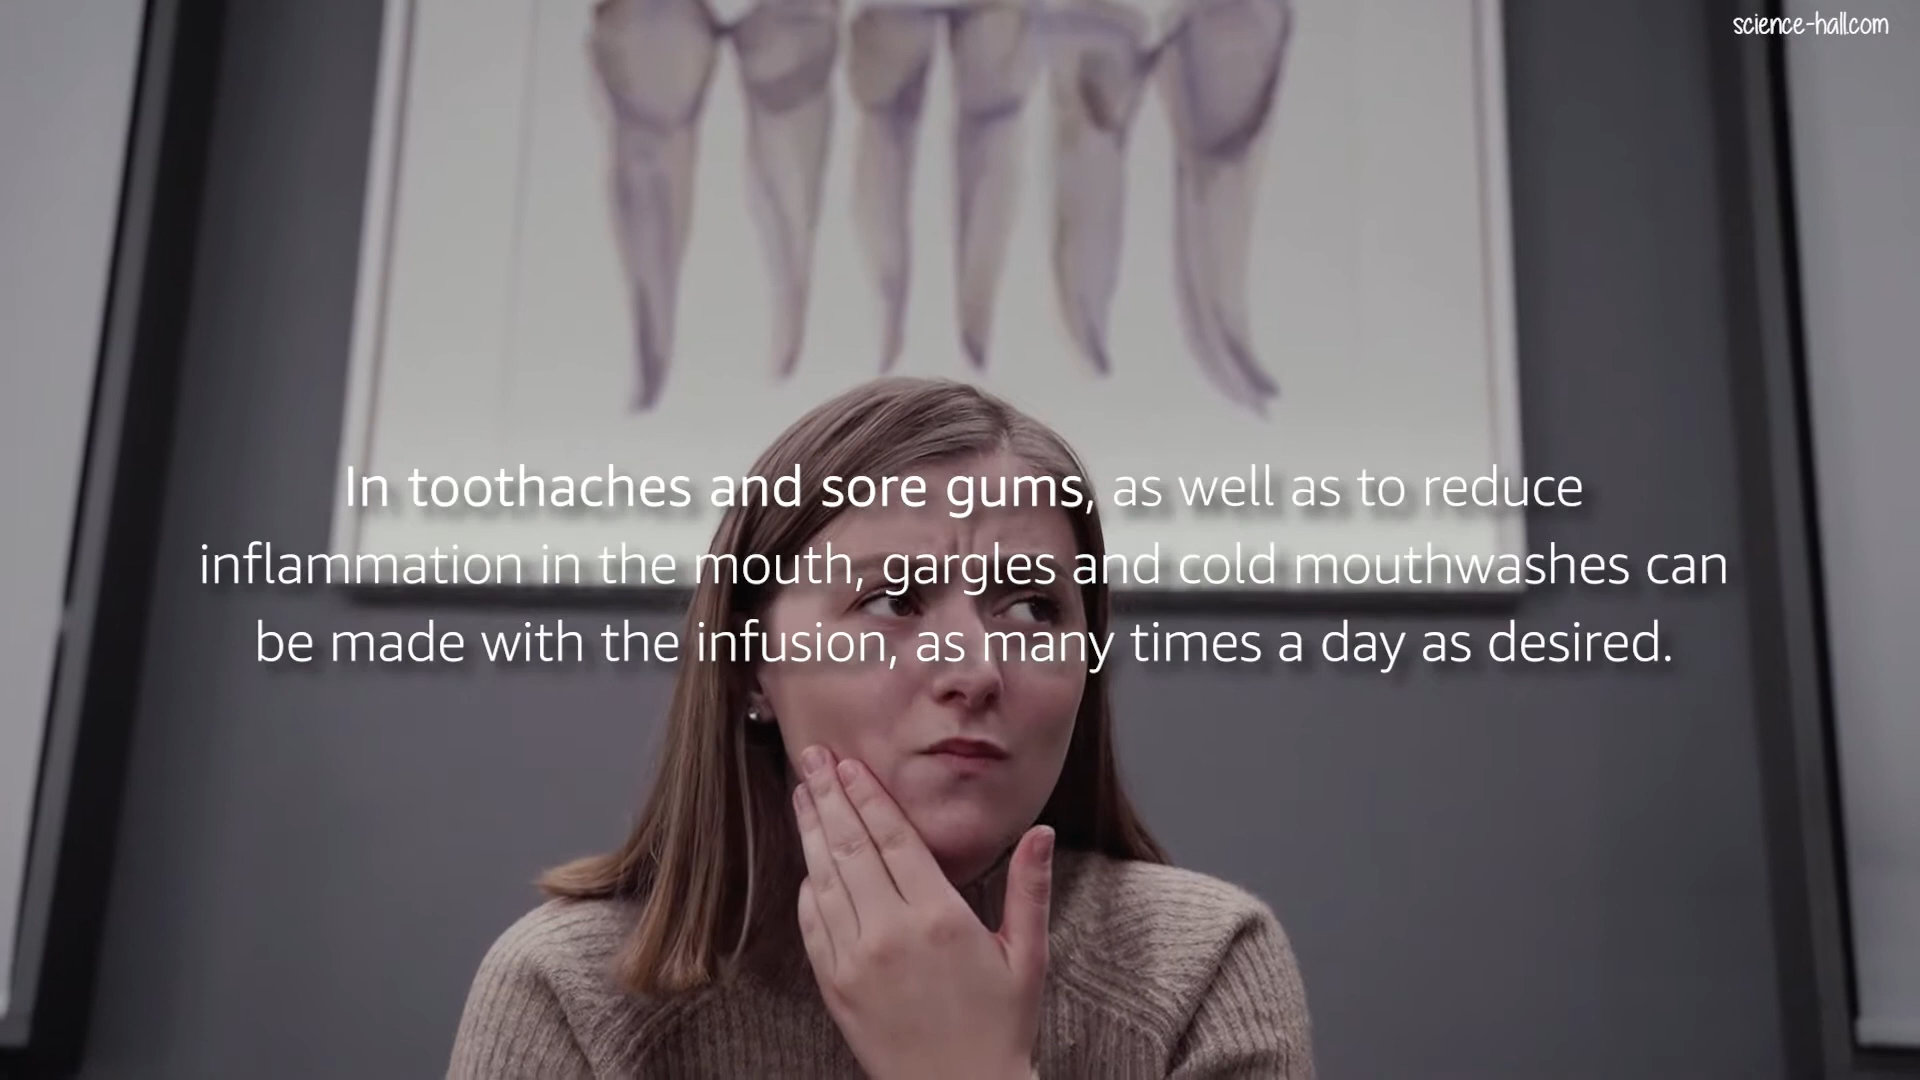 science-hall.com
In toothaches and sore gums, as well as to reduce
inflammation in the mouth, gargles and cold mouthwashes can
be made with the infusion, as many times a day as desired.